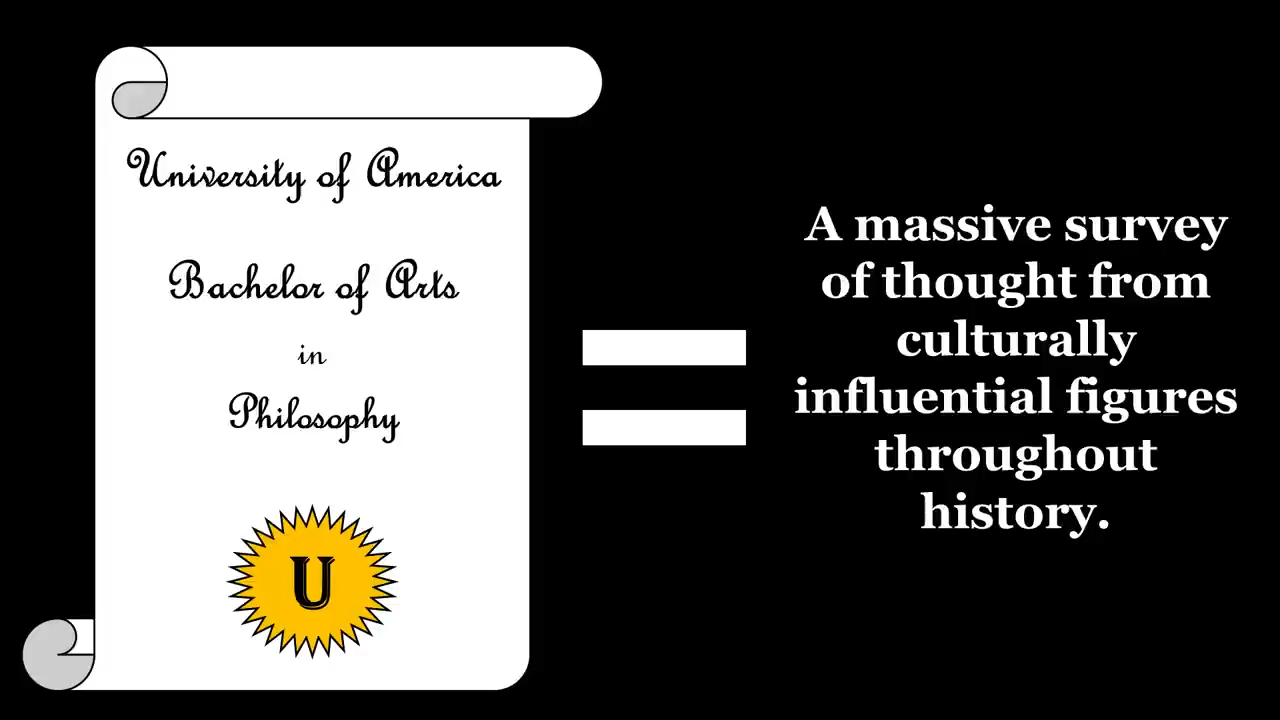 University of America
Bachelor of Arts
in
Philosophy
U
A massive survey
of thought from
culturally
influential figures
throughout
history.